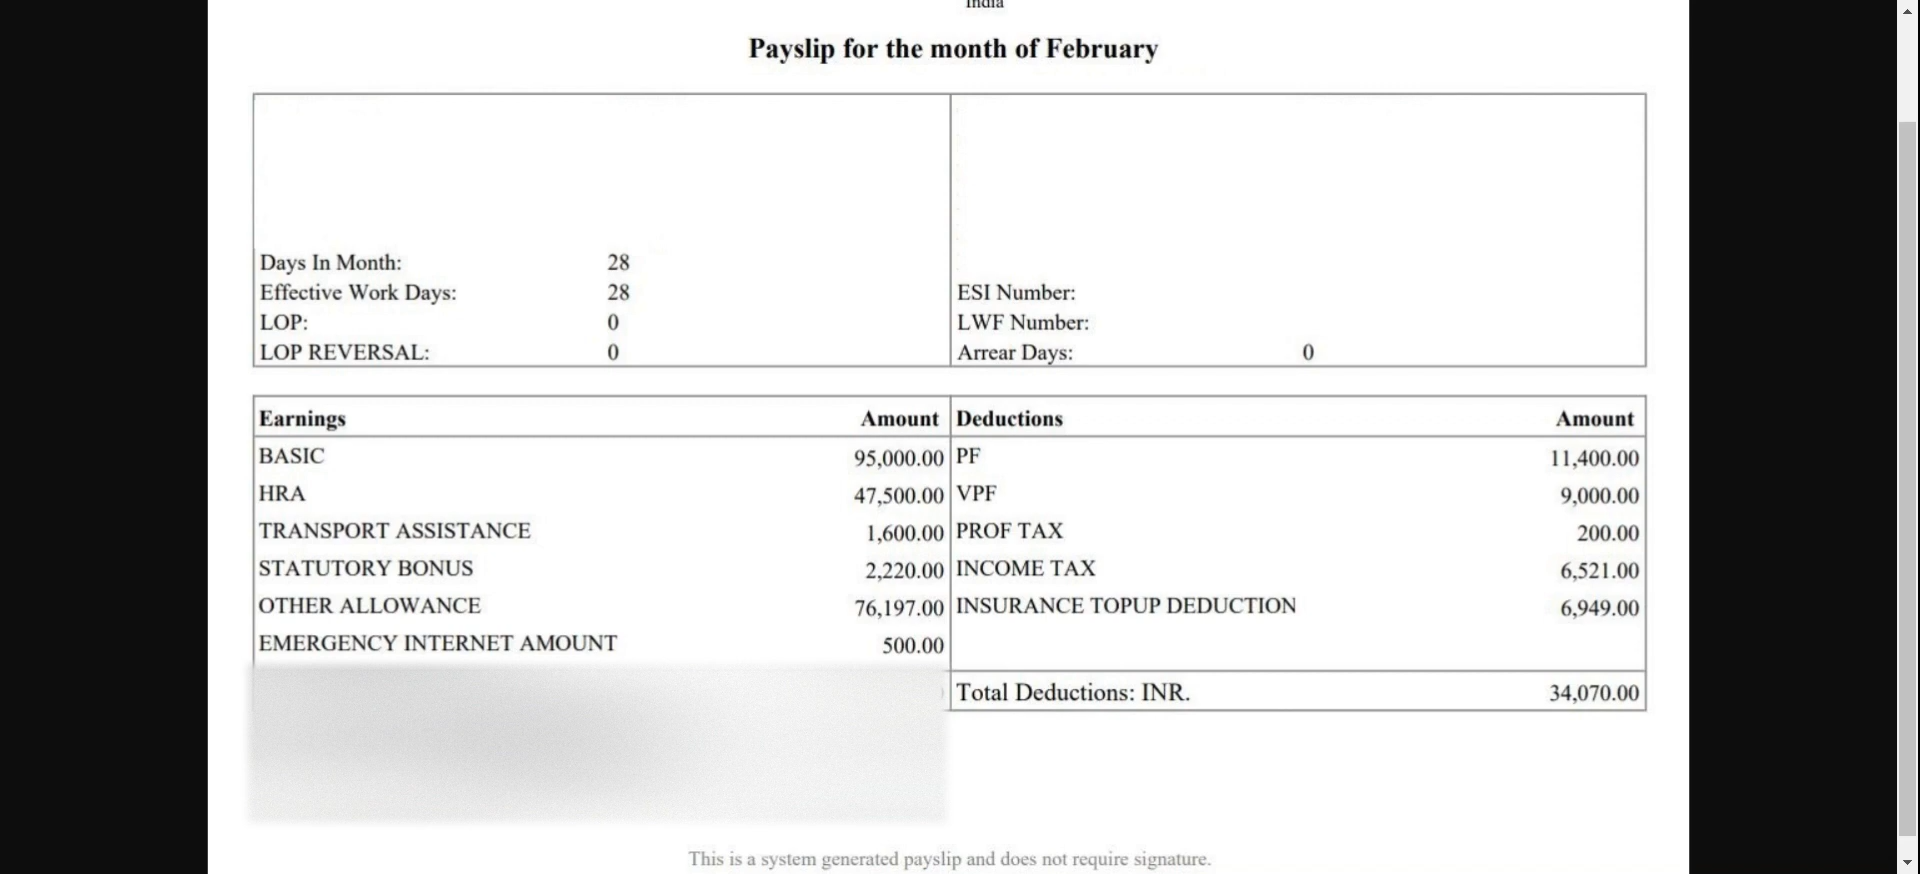 India
Payslip for the month of February
Days In Month: 28
Effective Work Days: 28
LOP: 0
LOP REVERSAL: 0
ESI Number:
LWF Number:
Arrear Days: 0
Earnings Amount Deductions Amount
BASIC 95,000.00 PF 11,400.00
HRA 47,500.00 VPF 9,000.00
TRANSPORT ASSISTANCE 1,600.00 PROF TAX 200.00
STATUTORY BONUS 2,220.00 INCOME TAX 6,521.00
OTHER ALLOWANCE 76,197.00 INSURANCE TOPUP DEDUCTION 6,949.00
EMERGENCY INTERNET AMOUNT 500.00
Total Deductions: INR. 34,070.00
This is a system generated payslip and does not require signature.